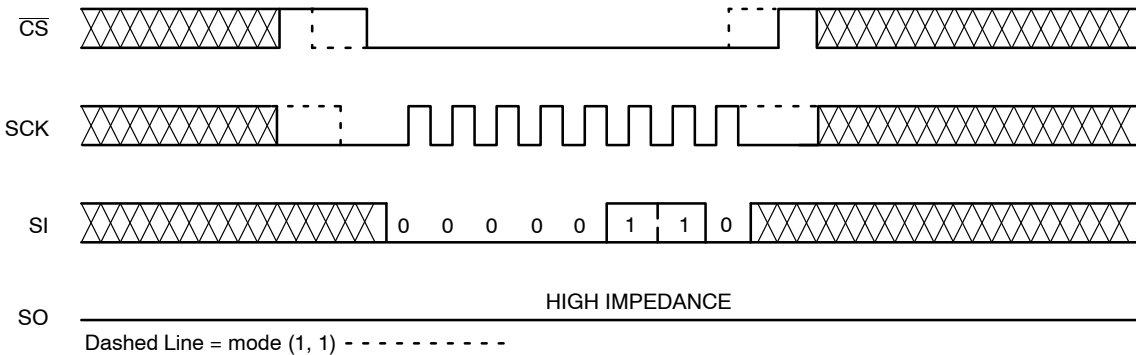 CS
SCK
SI 0 0 0 0 0 1 1 0
HIGH IMPEDANCE
SO
Dashed Line = mode (1, 1)